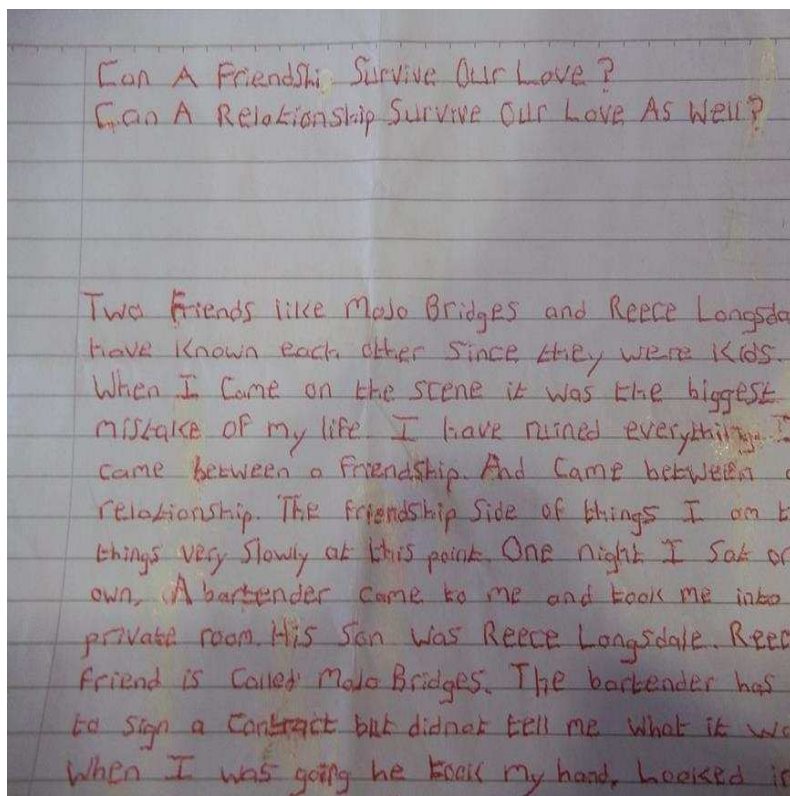 Can A Friendshi Survive Our Love?
Can A Relationship Survive Our Love As Well?
Two Friends like Mojo Bridges and Reece Longsda
have known each other since they were kids.
When I Came on the scene it was the biggest
mistake of my life. I have ruined everything. I
came between a friendship. And Came between
relationship. The friendship Side of things I am t
things very slowly at this point. One night I Sat on
own. A bartender came to me and took me into
private room. His Son was Reece Longsdale. Reec
Friend is Called Mojo Bridges. The bartender has
to sign a Contract but didnot tell me What it wa
When I was going he took my hand. Looked